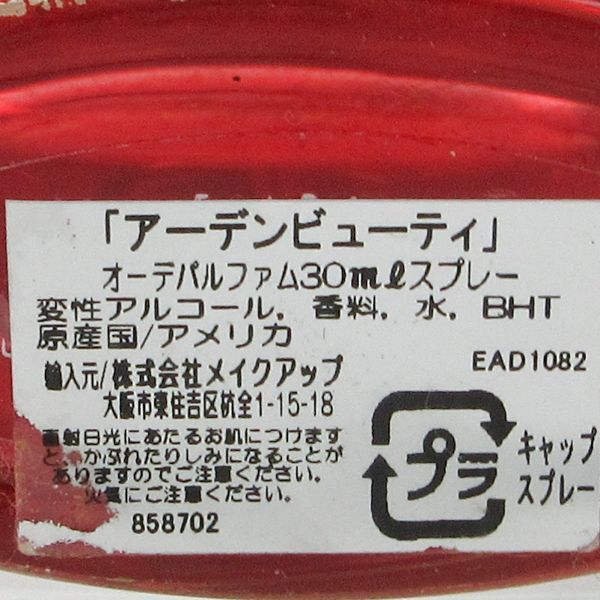 「アーデンビューティ」
オーデパルファム30mlスプレー
変性アルコール，香料，水，BHT
原産国/アメリカ
EAD1082
輸入元/株式会社メイクアップ
大阪市東住吉区杭全1-15-18
直射日光にあたるお肌につけます
と、かぶれたりしみになることが
ありますのでご注意ください。
火気にご注意ください。
858702
プラ
キャップ
スプレー